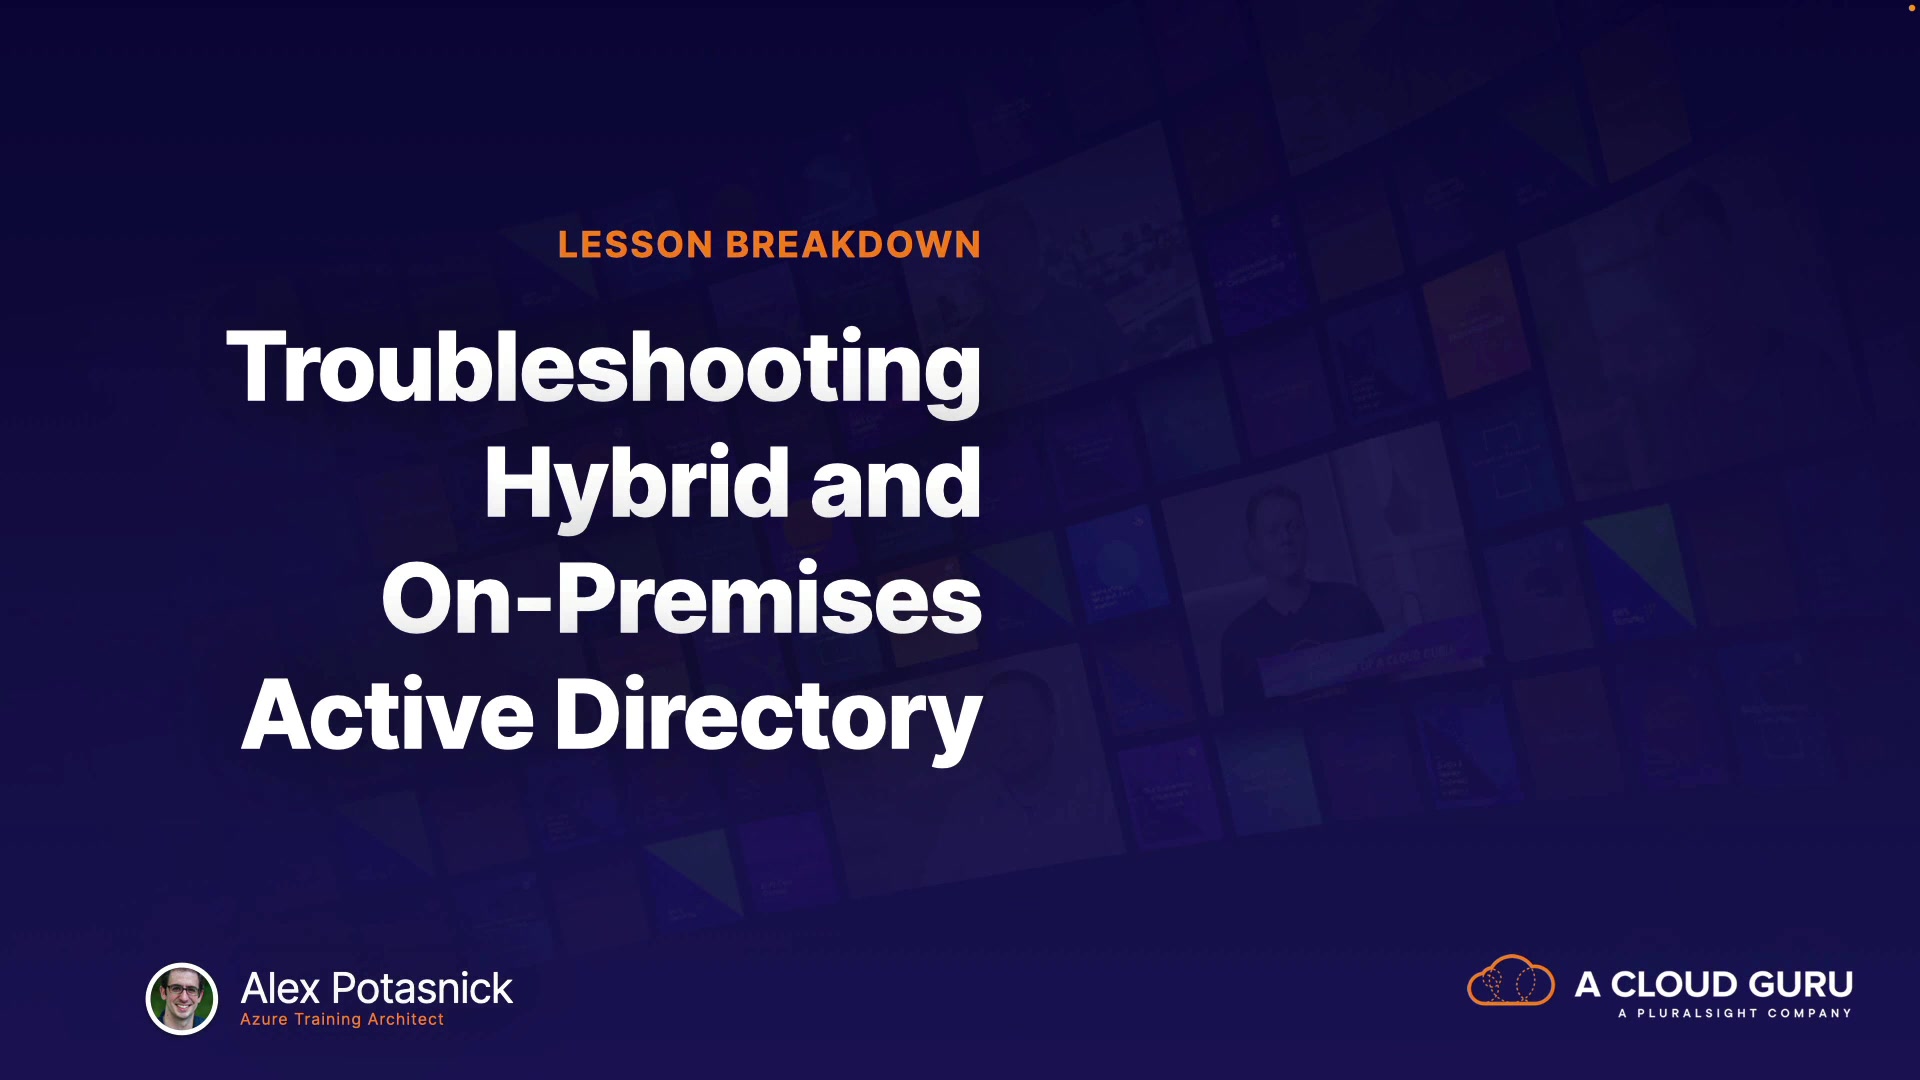 LESSON BREAKDOWN
Troubleshooting
Hybrid and
On-Premises
Active Directory
Alex Potasnick
Azure Training Architect
A CLOUD GURU
A PLURALSIGHT COMPANY